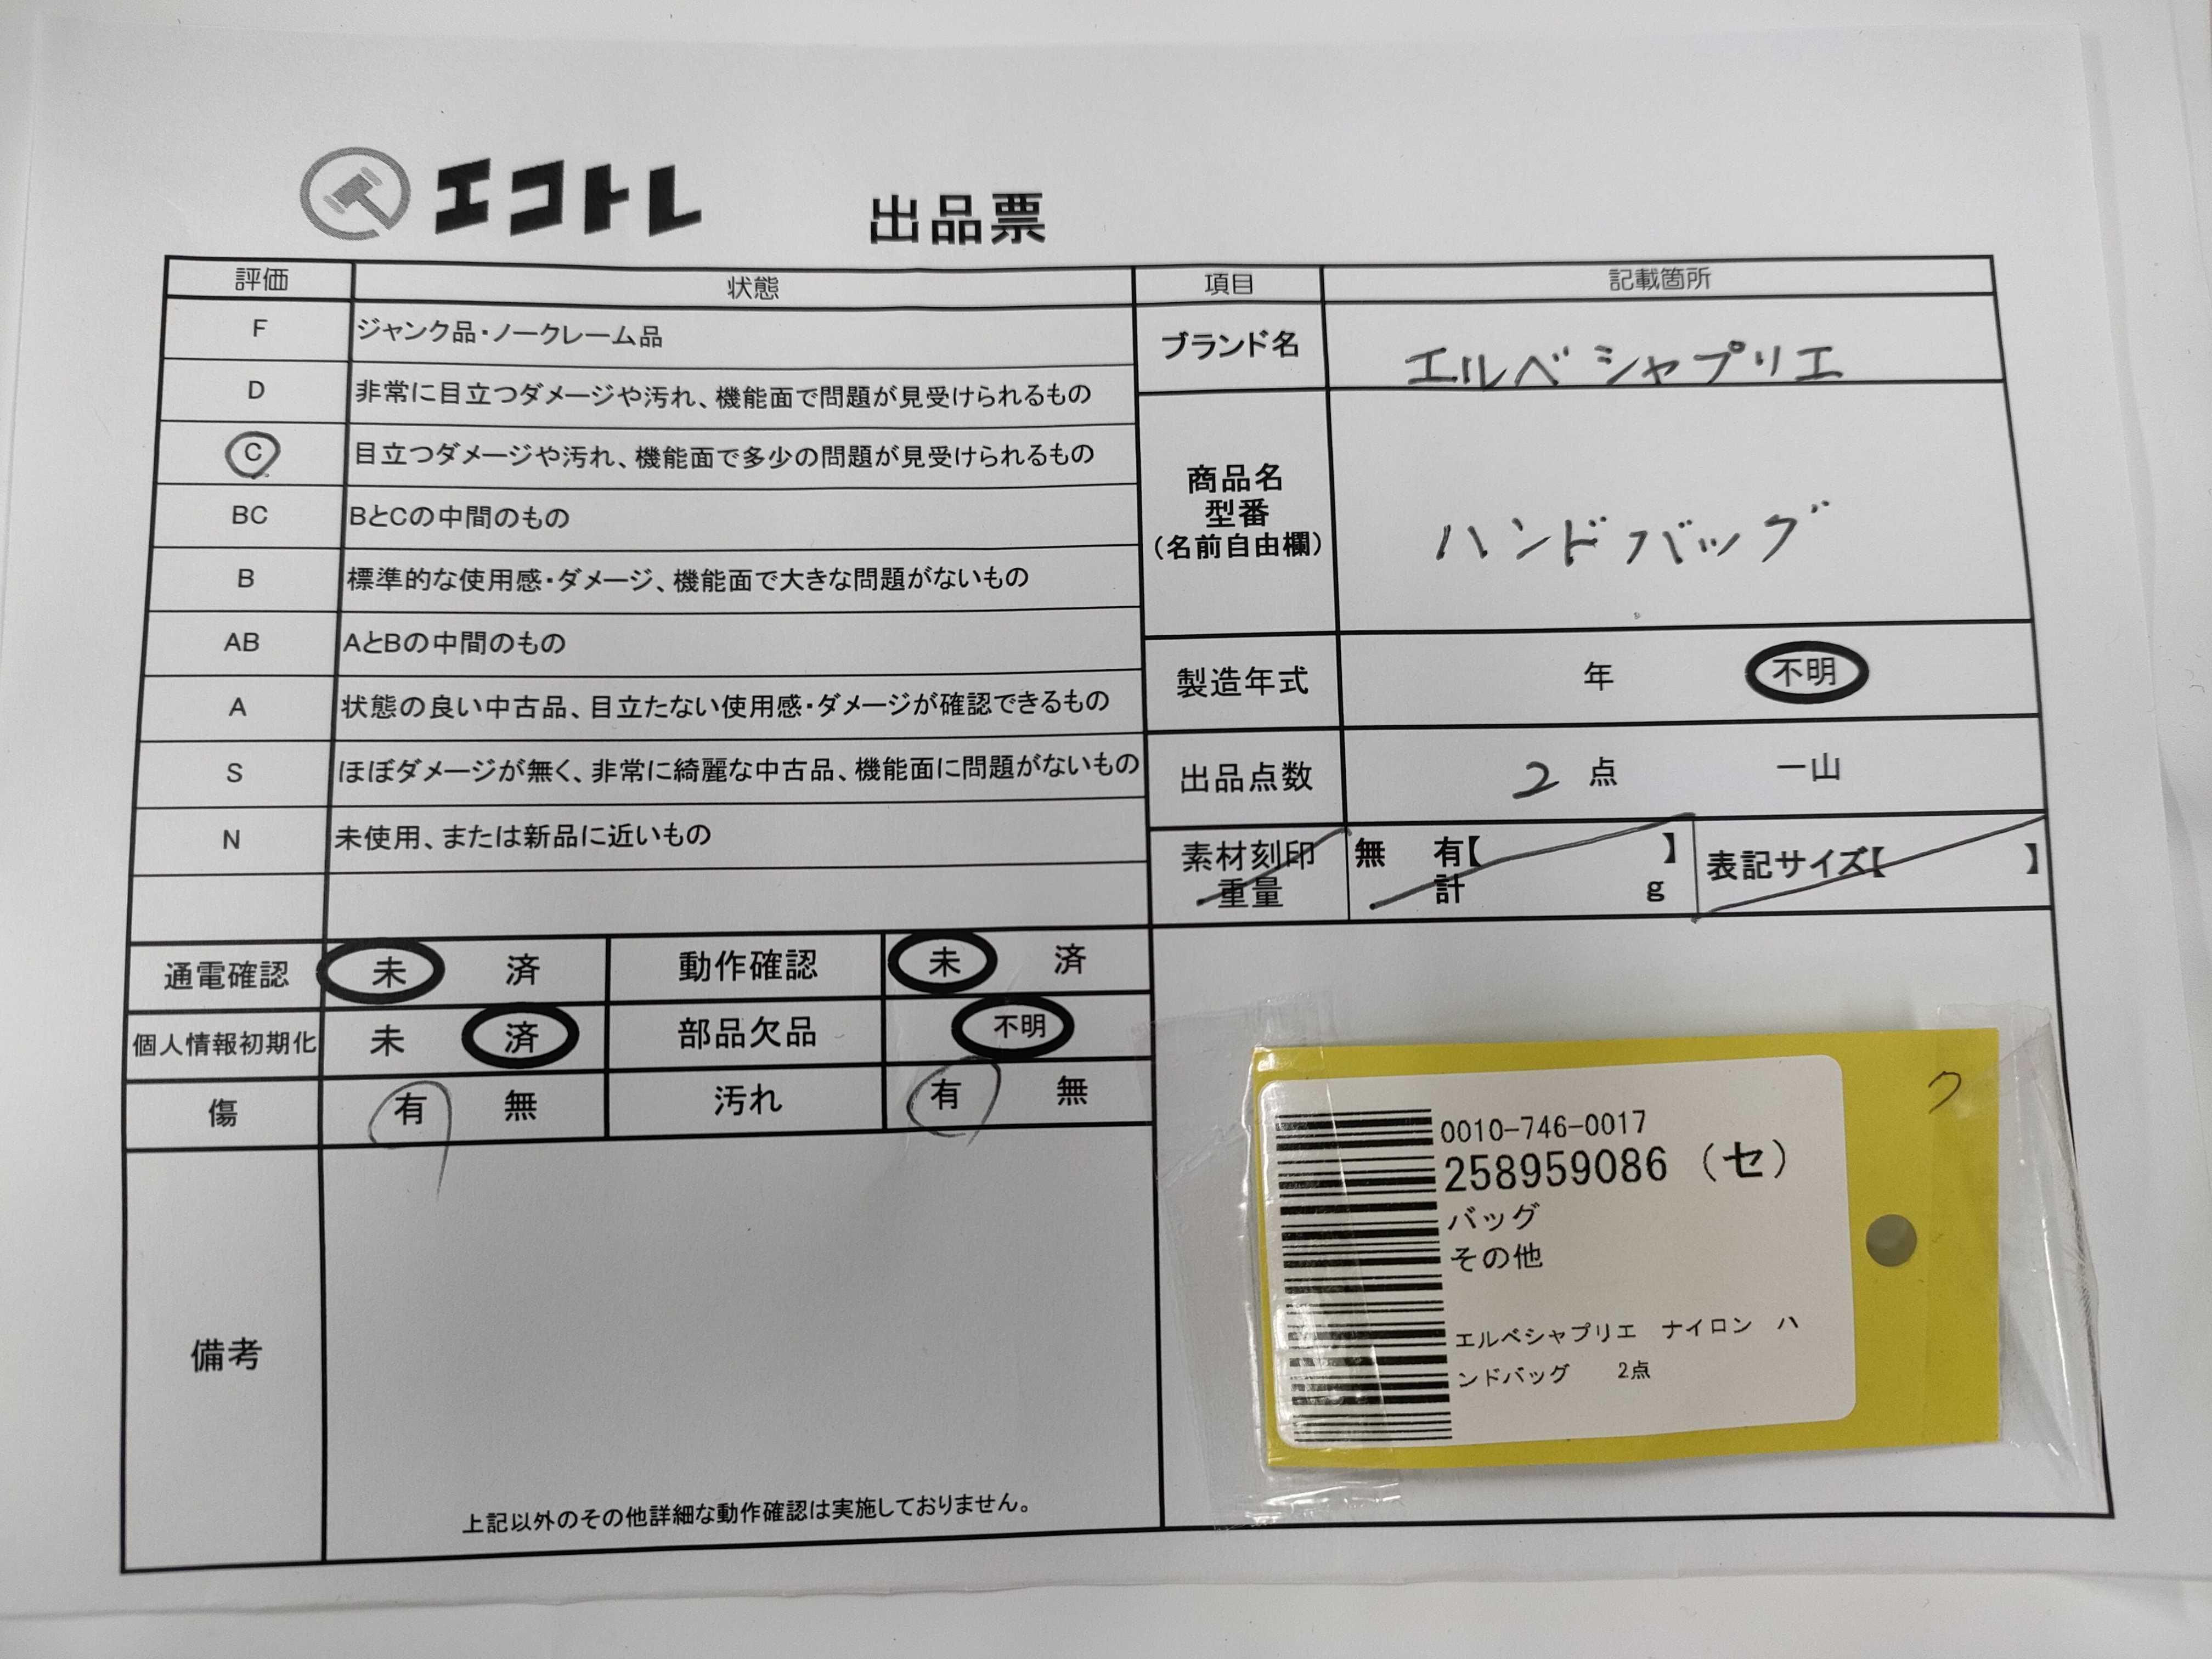 エコトレ 出品票
評価 状態 項目 記載箇所
F ジャンク品・ノークレーム品
D 非常に目立つダメージや汚れ、機能面で問題が見受けられるもの
C 目立つダメージや汚れ、機能面で多少の問題が見受けられるもの
BC BとCの中間のもの
B 標準的な使用感・ダメージ、機能面で大きな問題がないもの
AB AとBの中間のもの
A 状態の良い中古品、目立たない使用感・ダメージが確認できるもの
S ほぼダメージが無く、非常に綺麗な中古品、機能面に問題がないもの
N 未使用、または新品に近いもの
ブランド名 エルベシャプリエ
商品名
型番
(名前自由欄)
ハンドバッグ
製造年式 年 不明
出品点数 2 点 一山
素材刻印 無 有【 】
重量 計 g
表記サイズ【 】
通電確認 未 済 動作確認 未 済
個人情報初期化 未 済 部品欠品 不明
傷 有 無 汚れ 有 無
備考
上記以外のその他詳細な動作確認は実施しておりません。
ク
0010-746-0017
258959086 (セ)
バッグ
その他
エルベシャプリエ ナイロン ハ
ンドバッグ 2点